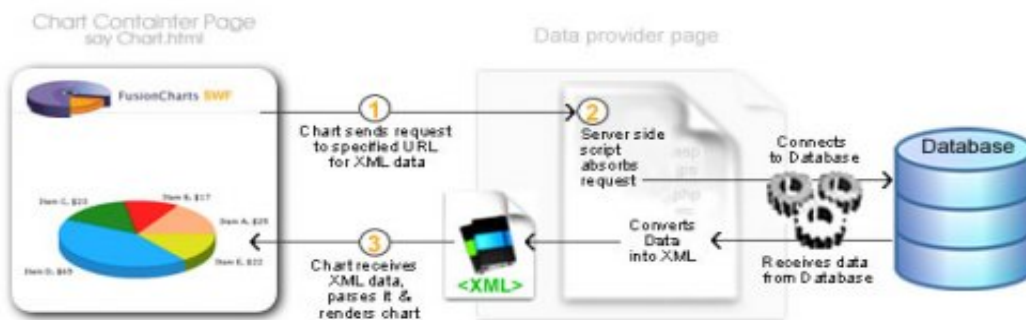 Chart Containter Page
say Chart.html
Data provider page
FusionCharts SWF
1
Chart sends request
to specified URL
for XML data
2
Server side
script
absorbs
request
.asp
.php
Connects
to Database
Database
Item B, $17
Item C, $23
Item A, $25
Item E, $22
3
Chart receives
XML data,
parses it &
renders chart
<XML>
Converts
Data
into XML
Receives data
from Database